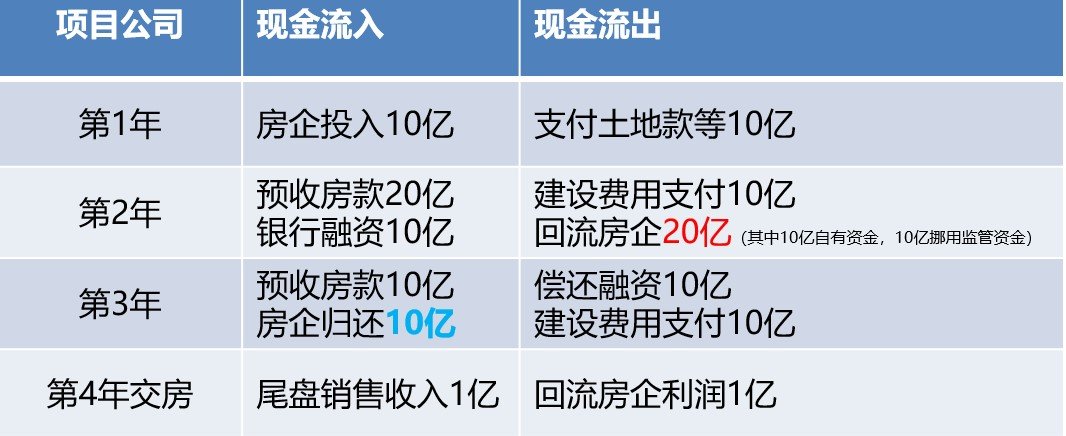 项目公司 现金流入 现金流出
第1年 房企投入10亿 支付土地款等10亿
第2年
预收房款20亿
银行融资10亿
建设费用支付10亿
回流房企20亿 (其中10亿自有资金，10亿挪用监管资金)
第3年
预收房款10亿
房企归还10亿
偿还融资10亿
建设费用支付10亿
第4年交房 尾盘销售收入1亿 回流房企利润1亿